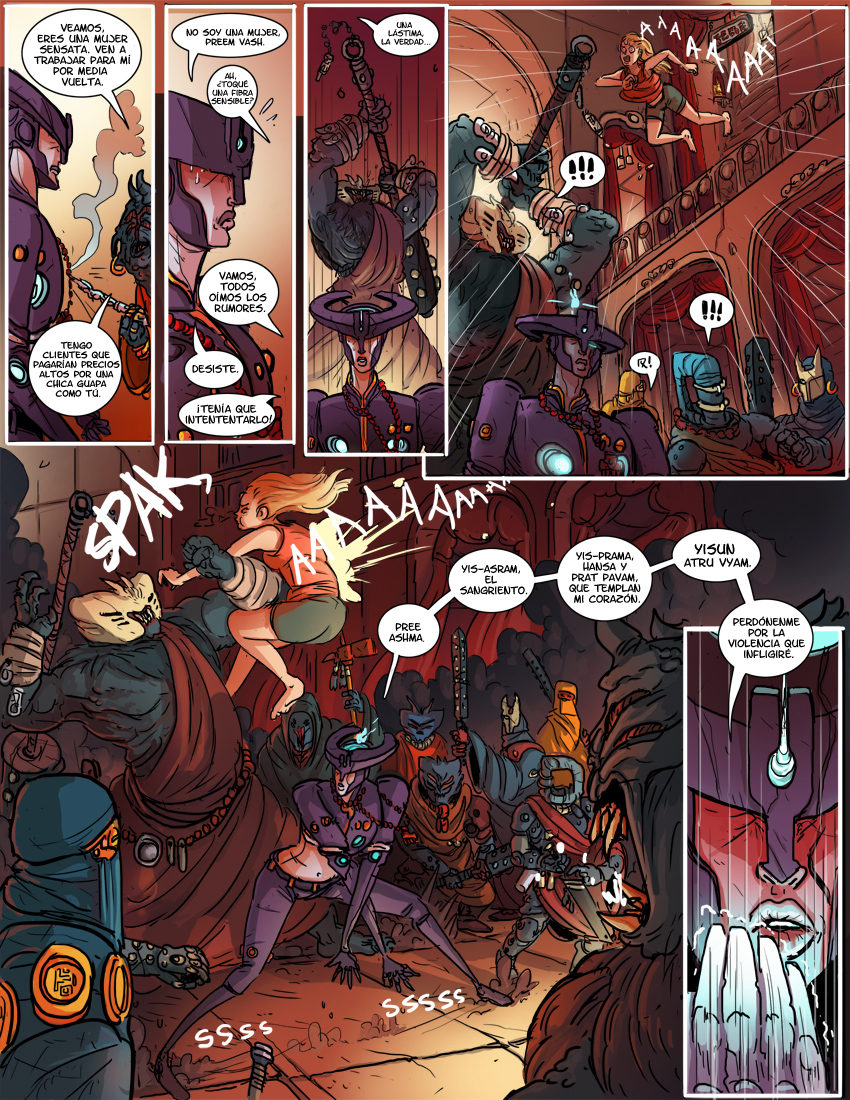 VEAMOS,
ERES UNA MUJER
SENSATA. VEN A
TRABAJAR PARA MÍ
POR MEDIA
VUELTA.
TENGO
CLIENTES QUE
PAGARÍAN PRECIOS
ALTOS POR UNA
CHICA GUAPA
COMO TÚ.
NO SOY UNA MUJER,
PREEM VASH.
AH,
¿TOQUÉ
UNA FIBRA
SENSIBLE?
VAMOS,
TODOS
OÍMOS LOS
RUMORES.
DESISTE.
¡TENÍA QUE
INTENTENTARLO!
UNA
LÁSTIMA,
LA VERDAD...
AAAAAAAAA
!!!
!!!
SPAK,
AAAAAAAAA...
PREE
ASHMA.
YIS-ASRAM,
EL
SANGRIENTO.
YIS-PRAMA,
HANSA Y
PRAT PAVAM,
QUE TEMPLAN
MI CORAZÓN.
YISUN
ATRU VYAM.
PERDÓNENME
POR LA
VIOLENCIA QUE
INFLIGIRÉ.
SSSS
SSSSS